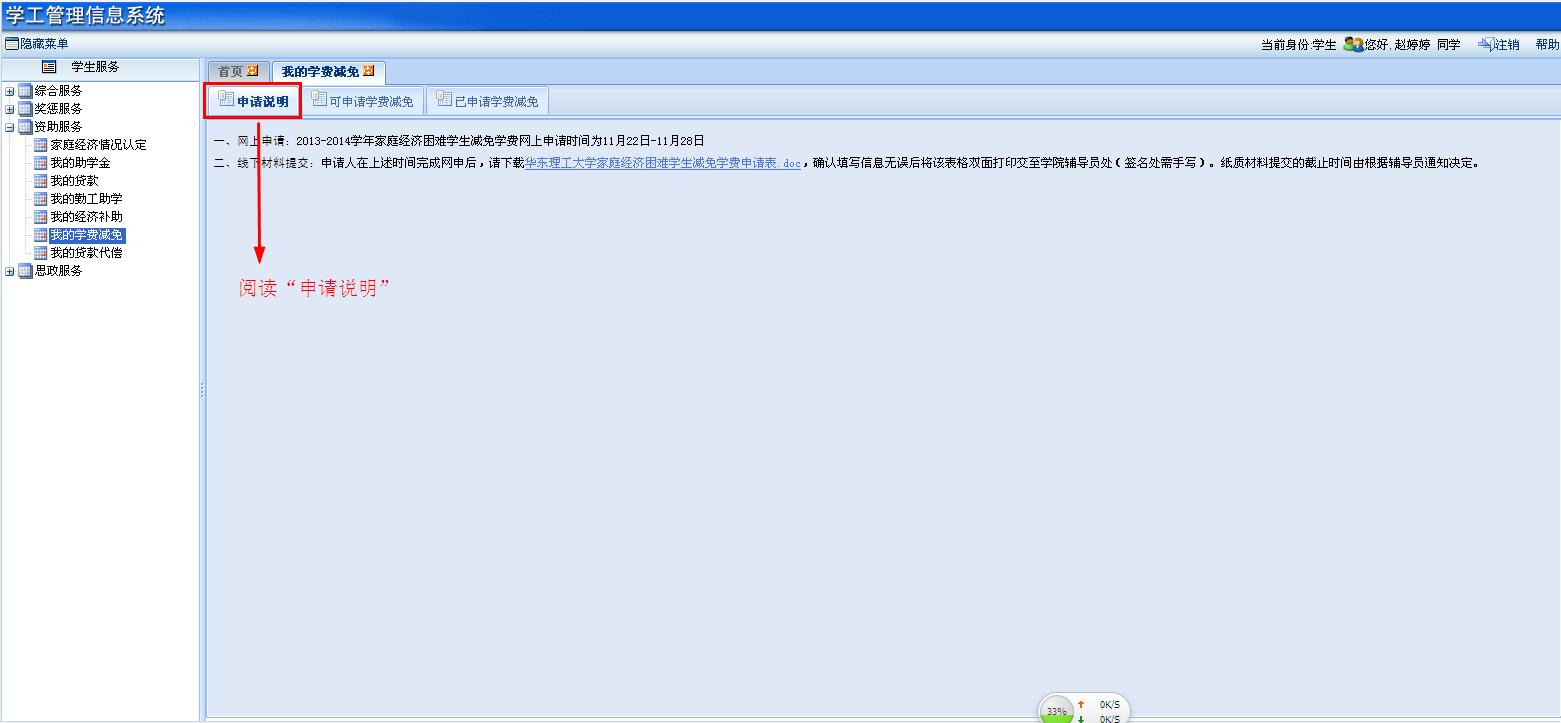 学工管理信息系统
隐藏菜单
当前身份:学生 您好,赵婷婷 同学 注销 帮助
学生服务
首页 我的学费减免
申请说明 可申请学费减免 已申请学费减免
综合服务
奖惩服务
资助服务
家庭经济情况认定
我的助学金
我的贷款
我的勤工助学
我的经济补助
我的学费减免
我的贷款代偿
思政服务
一、网上申请：2013-2014学年家庭经济困难学生减免学费网上申请时间为11月22日-11月28日
二、线下材料提交：申请人在上述时间完成网申后，请下载华东理工大学家庭经济困难学生减免学费申请表.doc，确认填写信息无误后将该表格双面打印交至学院辅导员处（签名处需手写）。纸质材料提交的截止时间由根据辅导员通知决定。
阅读“申请说明”
33% 0K/S
0K/S